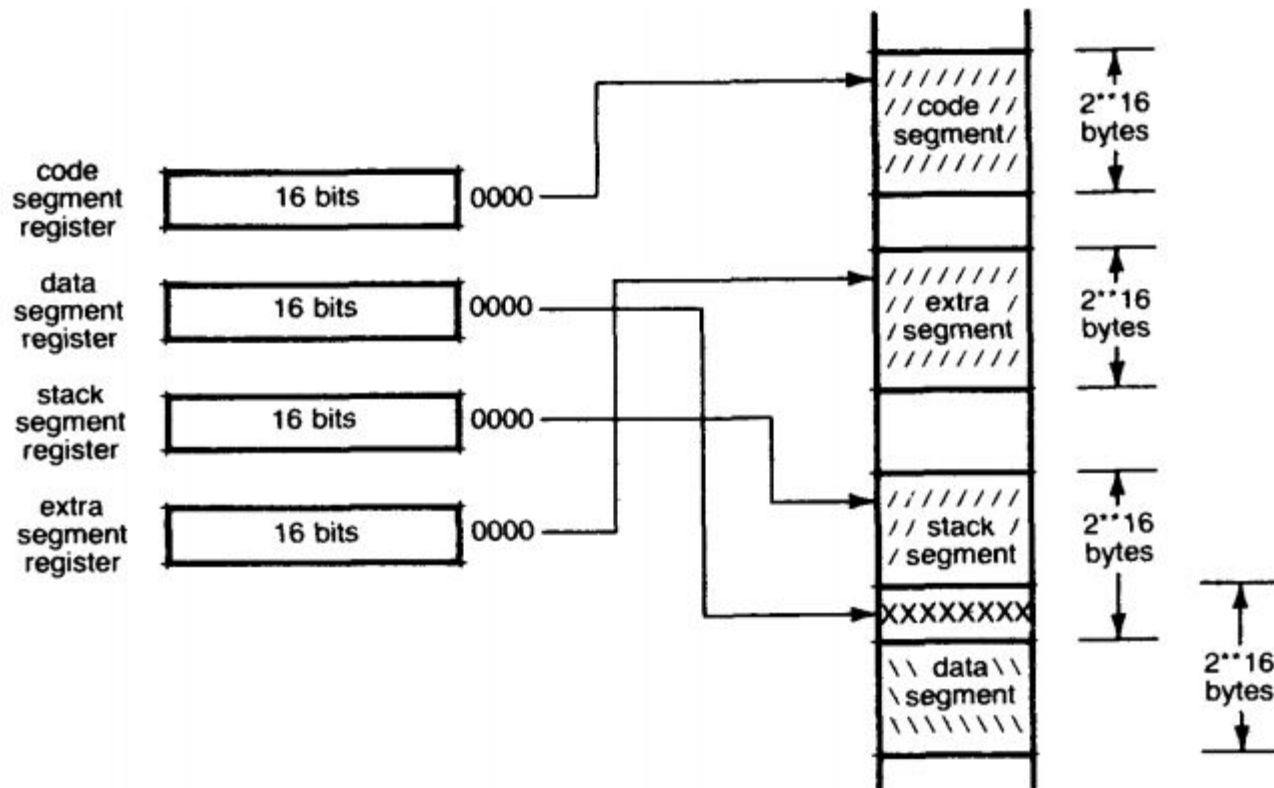 code
segment
register
16 bits
0000
data
segment
register
16 bits
0000
stack
segment
register
16 bits
0000
extra
segment
register
16 bits
0000
code
segment
2**16
bytes
extra
segment
2**16
bytes
stack
segment
2**16
bytes
XXXXXXXX
data
segment
2**16
bytes